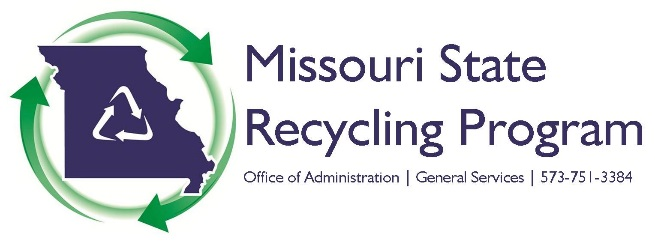 Missouri State
Recycling Program
Office of Administration | General Services | 573-751-3384